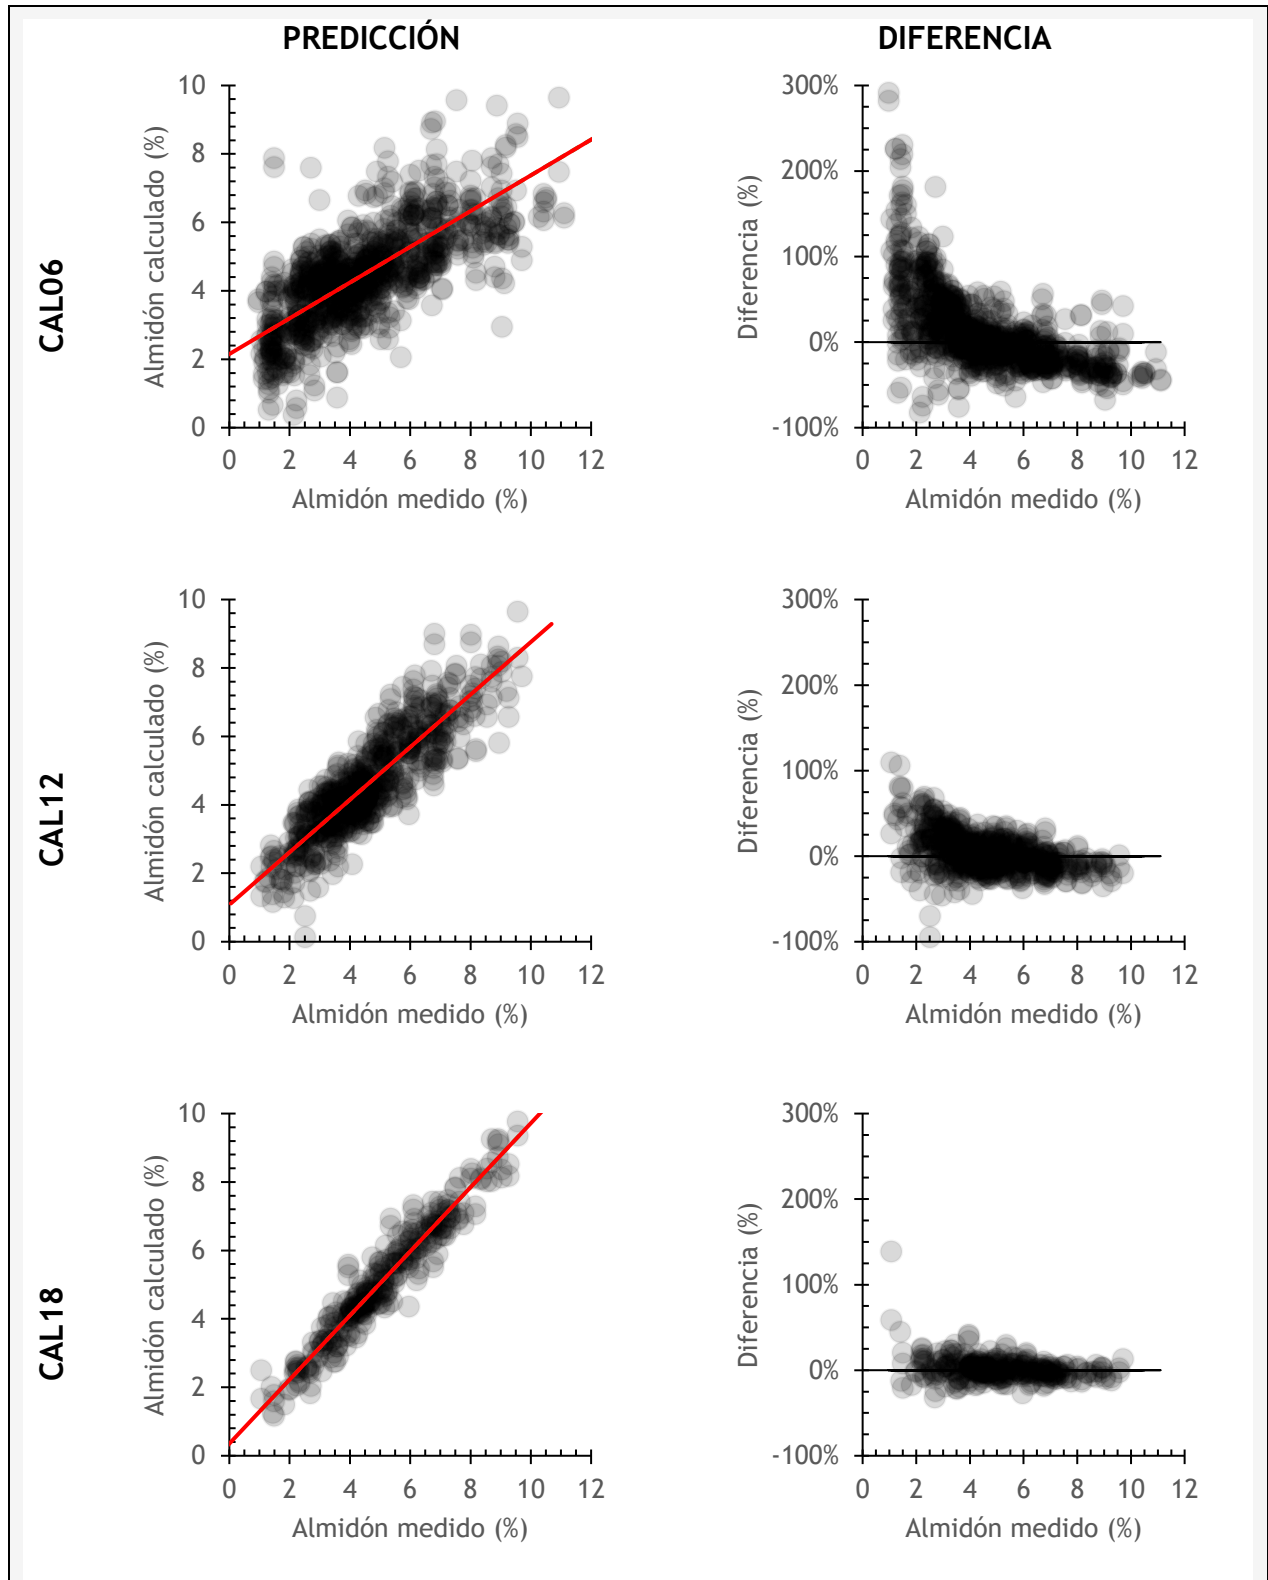 PREDICCIÓN
DIFERENCIA
CAL06
Almidón calculado (%)
10
8
6
4
2
0
0 2 4 6 8 10 12
Almidón medido (%)
Diferencia (%)
300%
200%
100%
0%
-100%
0 2 4 6 8 10 12
Almidón medido (%)
CAL12
Almidón calculado (%)
10
8
6
4
2
0
0 2 4 6 8 10 12
Almidón medido (%)
Diferencia (%)
300%
200%
100%
0%
-100%
0 2 4 6 8 10 12
Almidón medido (%)
CAL18
Almidón calculado (%)
10
8
6
4
2
0
0 2 4 6 8 10 12
Almidón medido (%)
Diferencia (%)
300%
200%
100%
0%
-100%
0 2 4 6 8 10 12
Almidón medido (%)